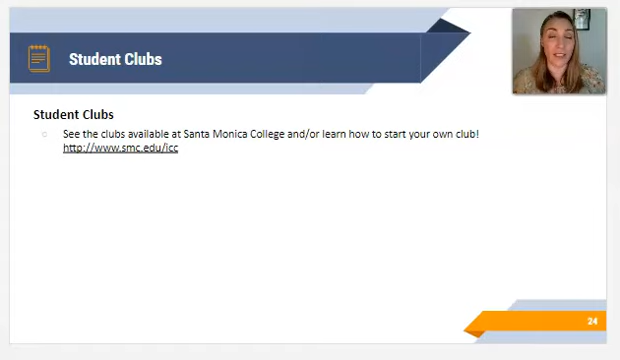 Student Clubs
Student Clubs
See the clubs available at Santa Monica College and/or learn how to start your own club!
http://www.smc.edu/icc
24